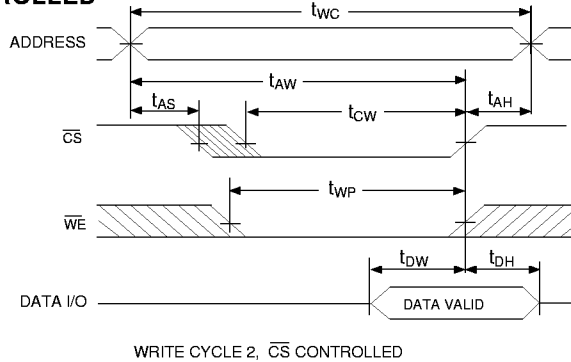 tWC
ADDRESS
tAW
tAS
tCW
tAH
CS
tWP
WE
tDW
tDH
DATA I/O
DATA VALID
WRITE CYCLE 2, CS CONTROLLED